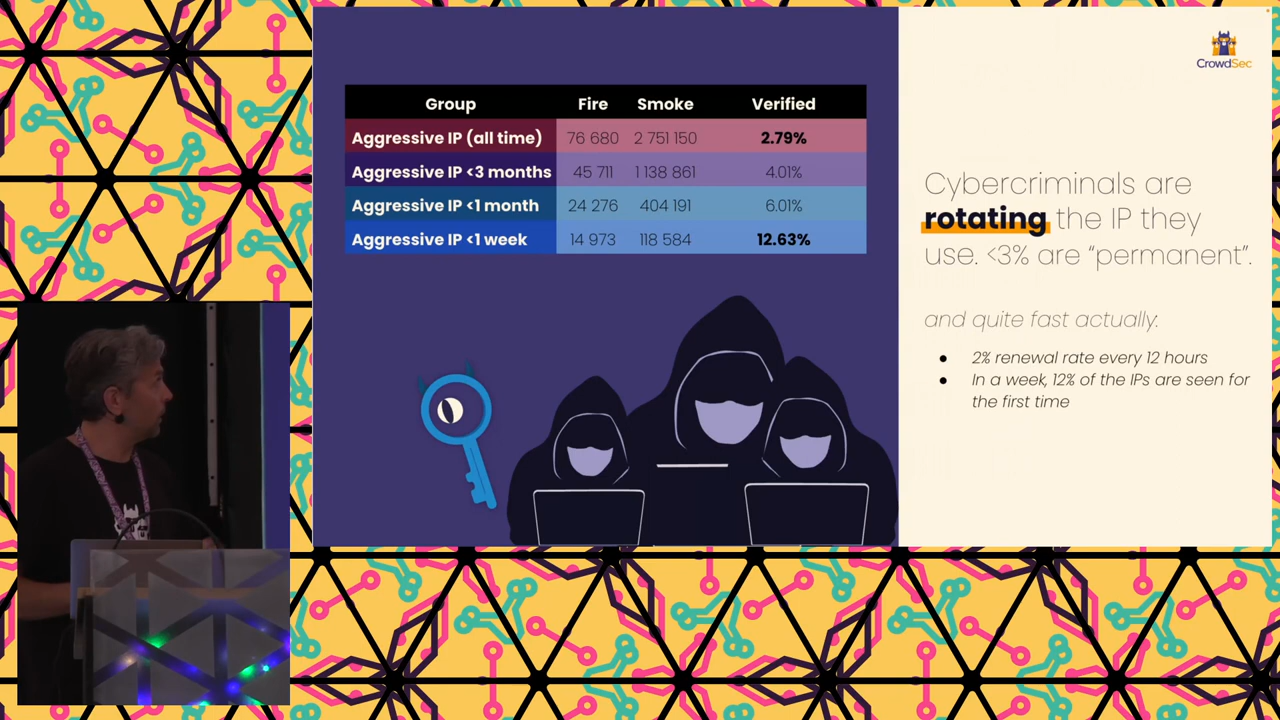 Group Fire Smoke Verified
Aggressive IP (all time) 76 680 2 751 150 2.79%
Aggressive IP <3 months 45 711 1 138 861 4.01%
Aggressive IP <1 month 24 276 404 191 6.01%
Aggressive IP <1 week 14 973 118 584 12.63%
CrowdSec
Cybercriminals are
rotating the IP they
use. <3% are “permanent”.
and quite fast actually:
● 2% renewal rate every 12 hours
● In a week, 12% of the IPs are seen for
the first time